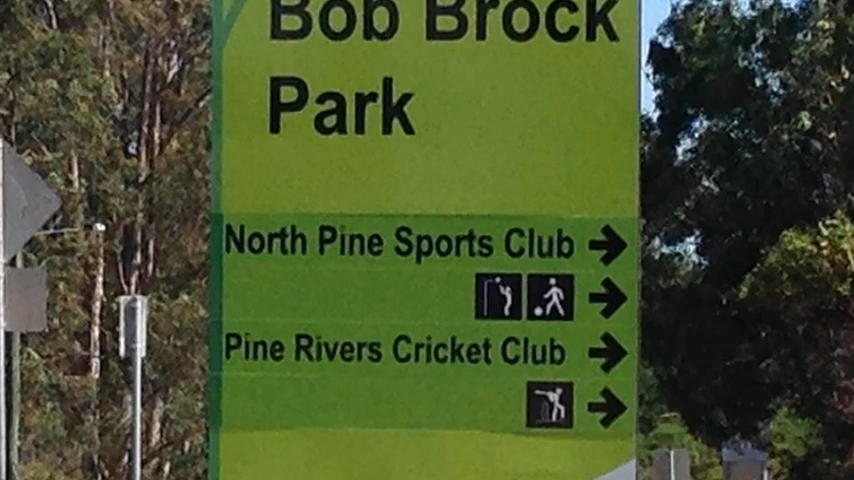 Bob Brock
Park
North Pine Sports Club
Pine Rivers Cricket Club